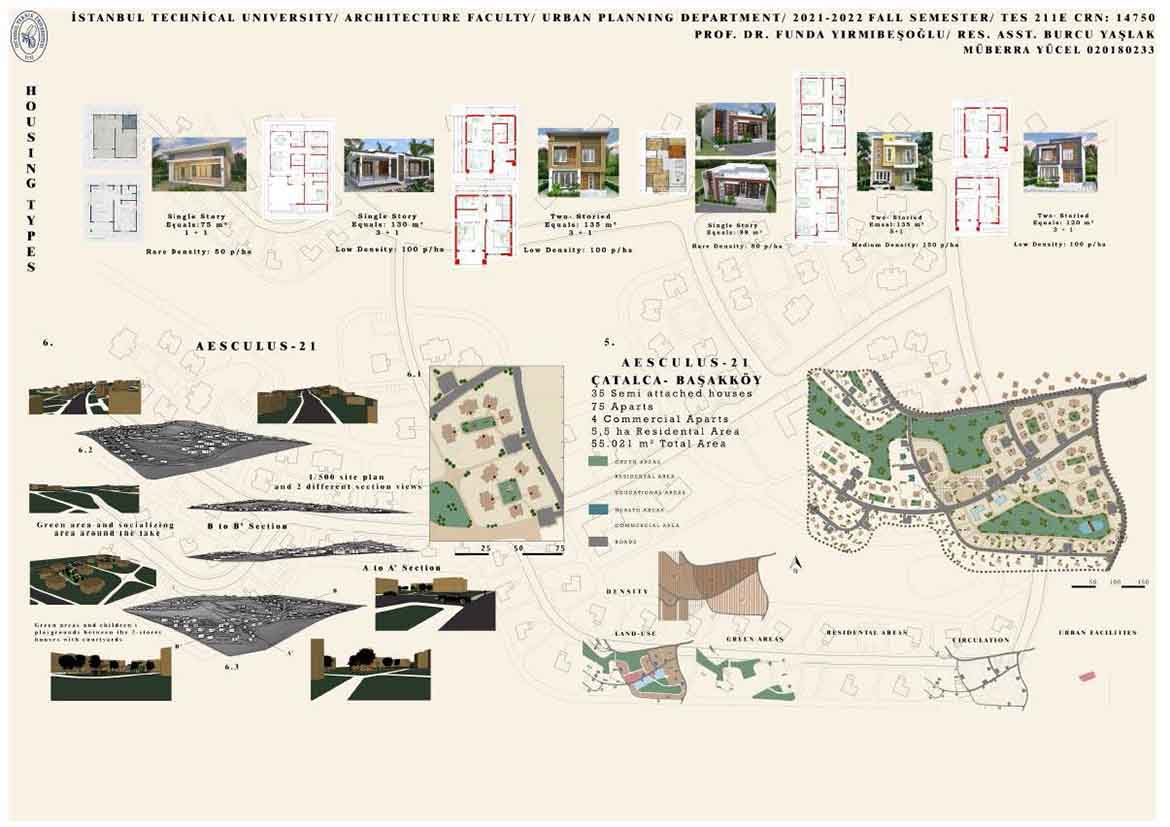 İSTANBUL TECHNİCAL UNIVERSITY/ ARCHITECTURE FACULTY/ URBAN PLANNING DEPARTMENT/ 2021-2022 FALL SEMESTER/ TES 211E CRN: 14750
PROF. DR. FUNDA YIRMIBEŞOĞLU/ RES. ASST. BURCU YAŞLAK
MÜBERRA YÜCEL 020180233
HOUSING TYPES
Single Story
Equals:75 m²
1 + 1
Rare Density: 50 p/ha
Single Story
Equals: 130 m²
3 + 1
Low Density: 100 p/ha
Two- Storied
Equals: 135 m²
3 + 1
Low Density: 100 p/ha
Single Story
Equals: 98 m²
Rare Density: 50 p/ha
Two- Storied
Emsal:135 m²
3+1
Medium Density: 150 p/ha
Two- Storied
Equals: 120 m²
3 + 1
Low Density: 100 p/ha
6.
AESCULUS-21
6.1
6.2
1/500 site plan
and 2 different section views
Green area and socializing
area around the lake
B to B' Section
A to A' Section
Green areas and children s
playgrounds between the 2-storey
houses with courtyards
B
B'
A'
6.3
25 50 75
5.
AESCULUS-21
ÇATALCA- BAŞAKKÖY
35 Semi attached houses
75 Aparts
4 Commercial Aparts
5,5 ha Residental Area
55.021 m² Total Area
GREEN AREAS
RESIDENTAL AREA
EDUCATIONAL AREAS
HEALTH AREAS
COMMERCIAL AREA
ROADS
50 100 150
DENSITY
LAND-USE
GREEN AREAS
RESIDENTIAL AREAS
CIRCULATION
URBAN FACILITIES